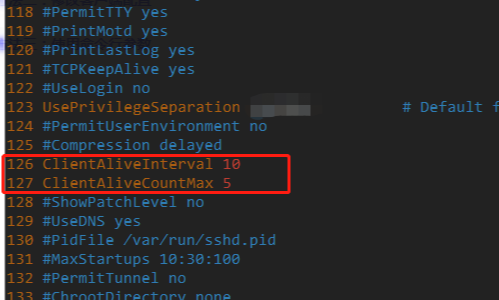 118 #PermitTTY yes
119 #PrintMotd yes
120 #PrintLastLog yes
121 #TCPKeepAlive yes
122 #UseLogin no
123 UsePrivilegeSeparation # Default f
124 #PermitUserEnvironment no
125 #Compression delayed
126 ClientAliveInterval 10
127 ClientAliveCountMax 5
128 #ShowPatchLevel no
129 #UseDNS yes
130 #PidFile /var/run/sshd.pid
131 #MaxStartups 10:30:100
132 #PermitTunnel no
133 #ChrootDirectory none